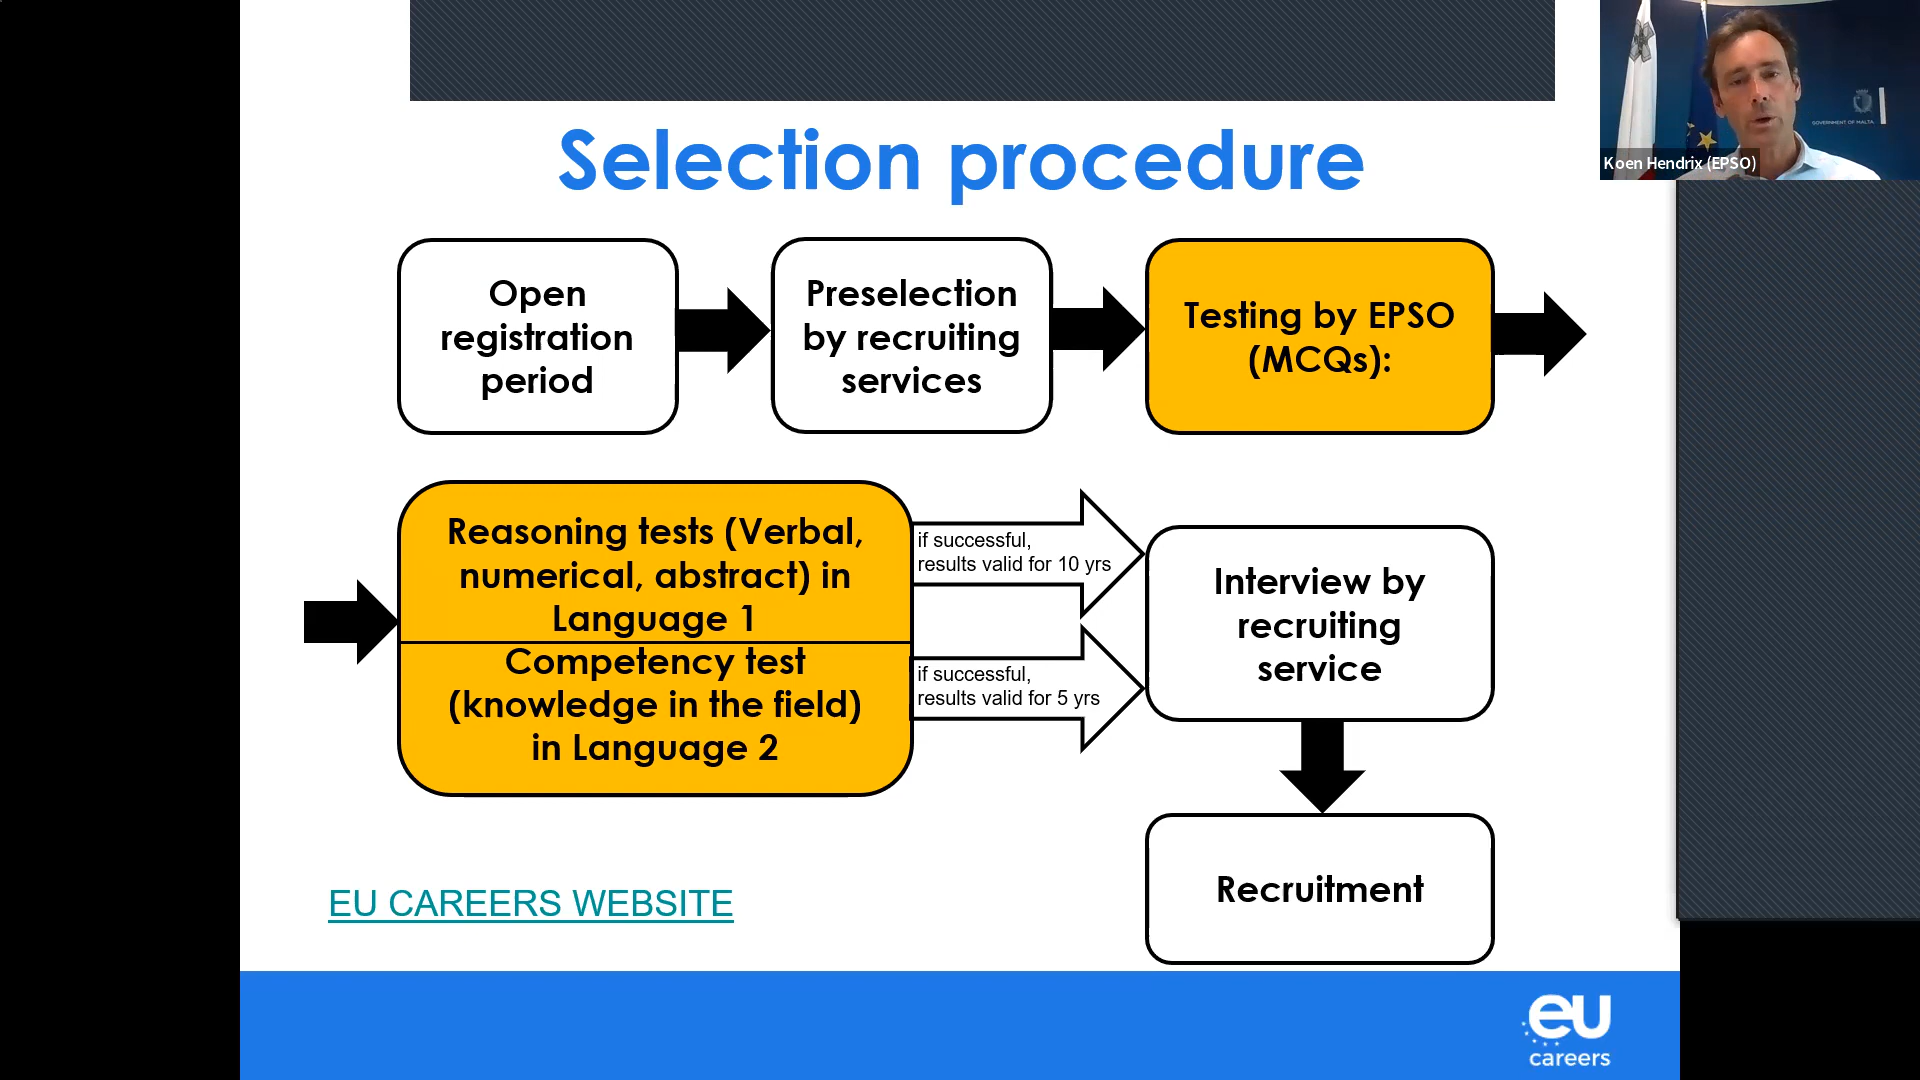 Selection procedure
Koen Hendrix (EPSO)
GOVERNMENT OF MALTA
Open
registration
period
Preselection
by recruiting
services
Testing by EPSO
(MCQs):
Reasoning tests (Verbal,
numerical, abstract) in
Language 1
Competency test
(knowledge in the field)
in Language 2
if successful,
results valid for 10 yrs
if successful,
results valid for 5 yrs
Interview by
recruiting
service
Recruitment
EU CAREERS WEBSITE
eu
careers